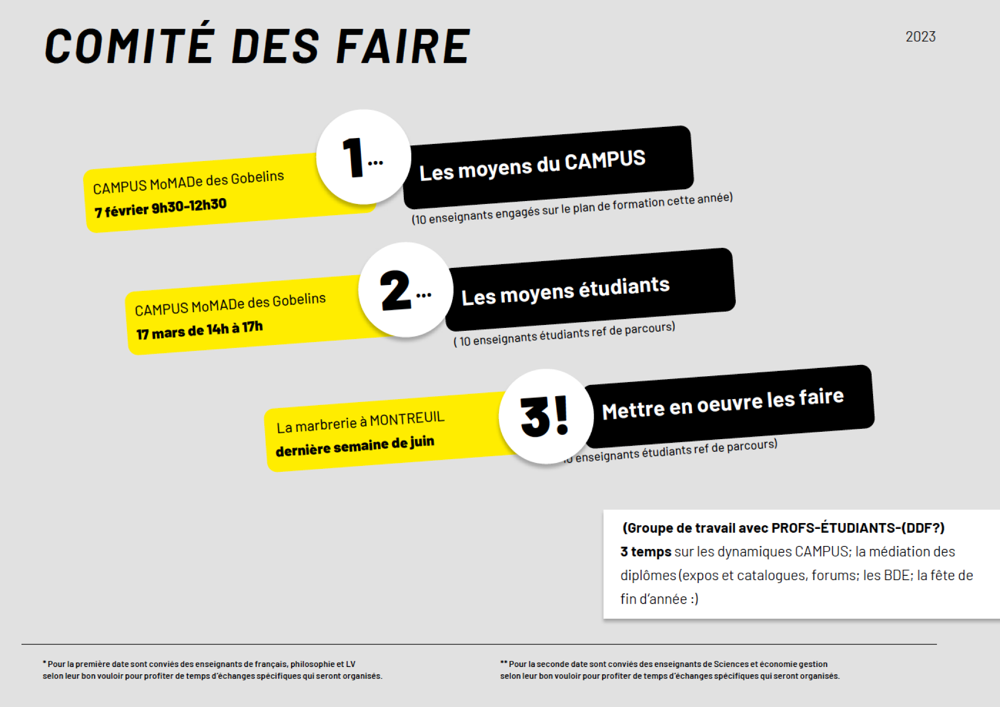 COMITÉ DES FAIRE
2023
CAMPUS MoMADe des Gobelins
7 février 9h30-12h30
1...
Les moyens du CAMPUS
(10 enseignants engagés sur le plan de formation cette année)
CAMPUS MoMADe des Gobelins
17 mars de 14h à 17h
2...
Les moyens étudiants
( 10 enseignants étudiants ref de parcours)
La marbrerie à MONTREUIL
dernière semaine de juin
3!
Mettre en oeuvre les faire
10 enseignants étudiants ref de parcours)
(Groupe de travail avec PROFS-ÉTUDIANTS-(DDF?)
3 temps sur les dynamiques CAMPUS; la médiation des
diplômes (expos et catalogues, forums; les BDE; la fête de
fin d'année :)
* Pour la première date sont conviés des enseignants de français, philosophie et LV
selon leur bon vouloir pour profiter de temps d'échanges spécifiques qui seront organisés.
** Pour la seconde date sont conviés des enseignants de Sciences et économie gestion
selon leur bon vouloir pour profiter de temps d'échanges spécifiques qui seront organisés.